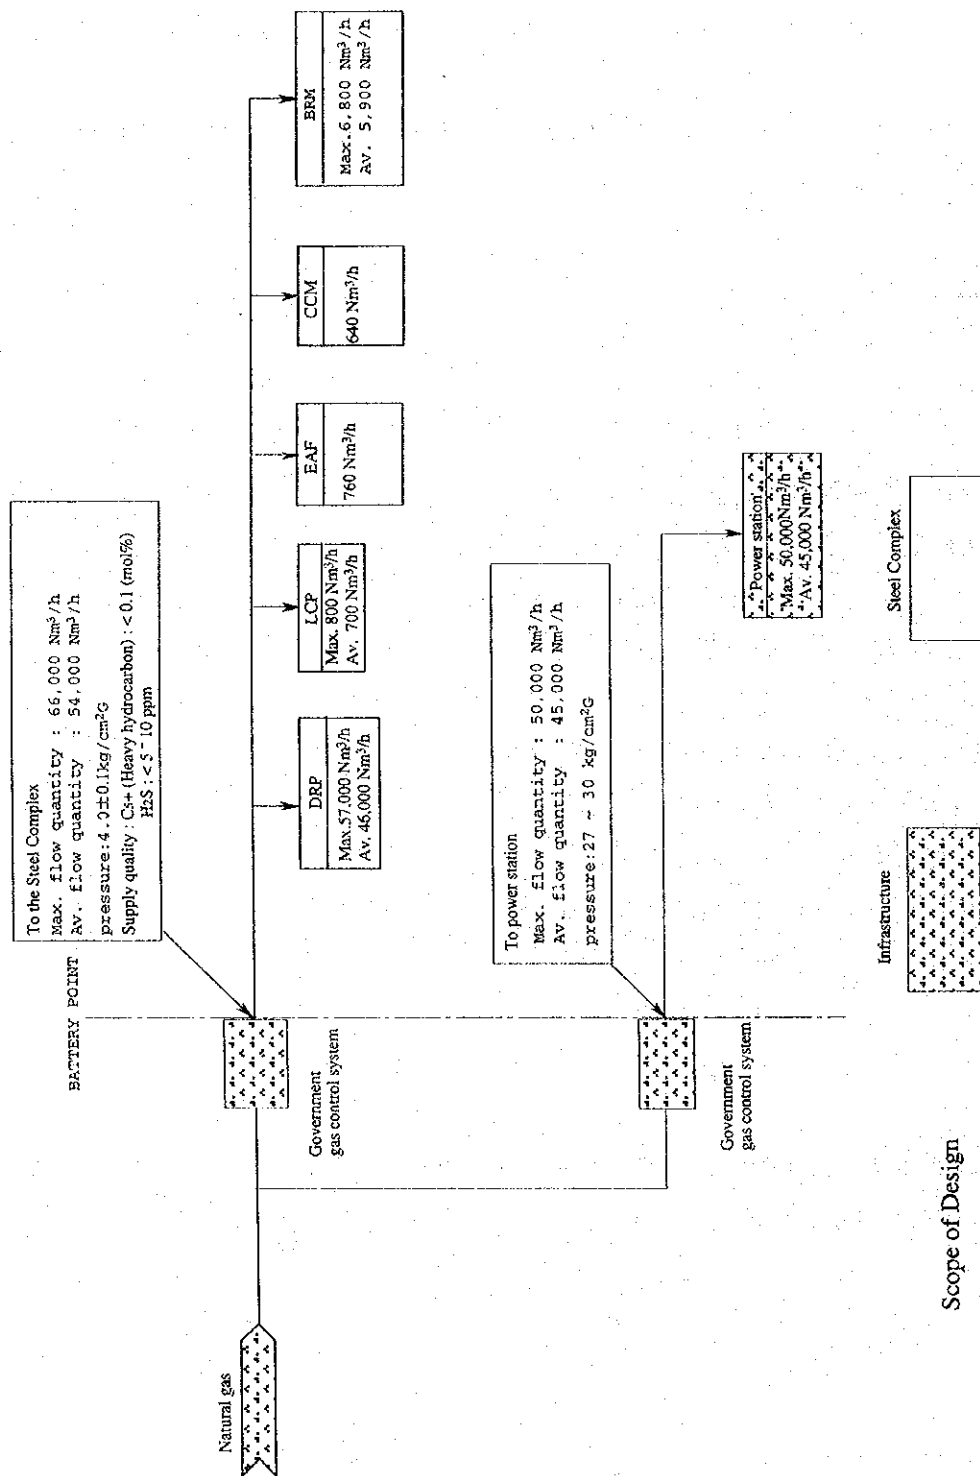 To the Steel Complex
Max. flow quantity : 66,000 Nm³/h
Av. flow quantity : 54,000 Nm³/h
pressure:4.0±0.1kg/cm²G
Supply quality : C5+ (Heavy hydrocarbon) : < 0.1 (mol%)
H2S : < 5~10 ppm
BATTERY POINT
Natural gas
Government
gas control system
DRP
Max.57,000 Nm³/h
Av. 46,000 Nm³/h
LCP
Max. 800 Nm³/h
Av. 700 Nm³/h
EAF
760 Nm³/h
CCM
640 Nm³/h
BRM
Max.6,800 Nm³/h
Av. 5,900 Nm³/h
To power station
Max. flow quantity : 50,000 Nm³/h
Av. flow quantity : 45,000 Nm³/h
pressure:27 ~ 30 kg/cm²G
Government
gas control system
Power station
Max. 50,000Nm³/h
Av. 45,000 Nm³/h
Scope of Design
Infrastructure
Steel Complex